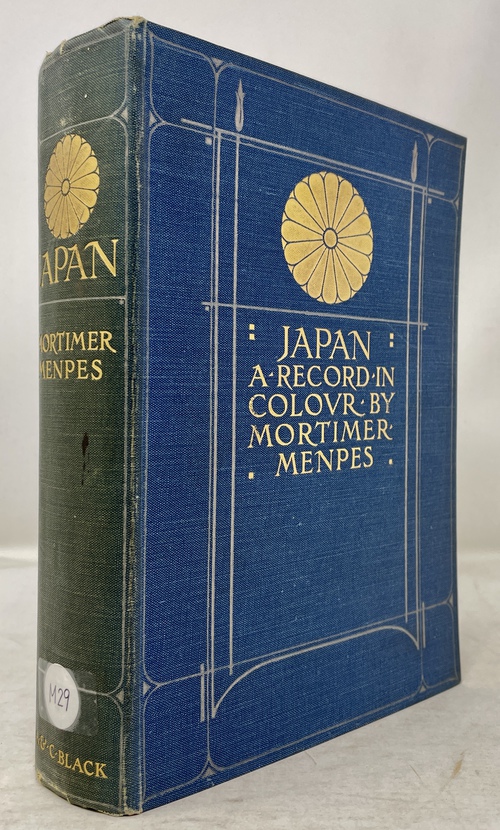 JAPAN
MORTIMER
MENPES
M29
& C·BLACK
JAPAN
A·RECORD·IN
COLOVR·BY
MORTIMER·
MENPES